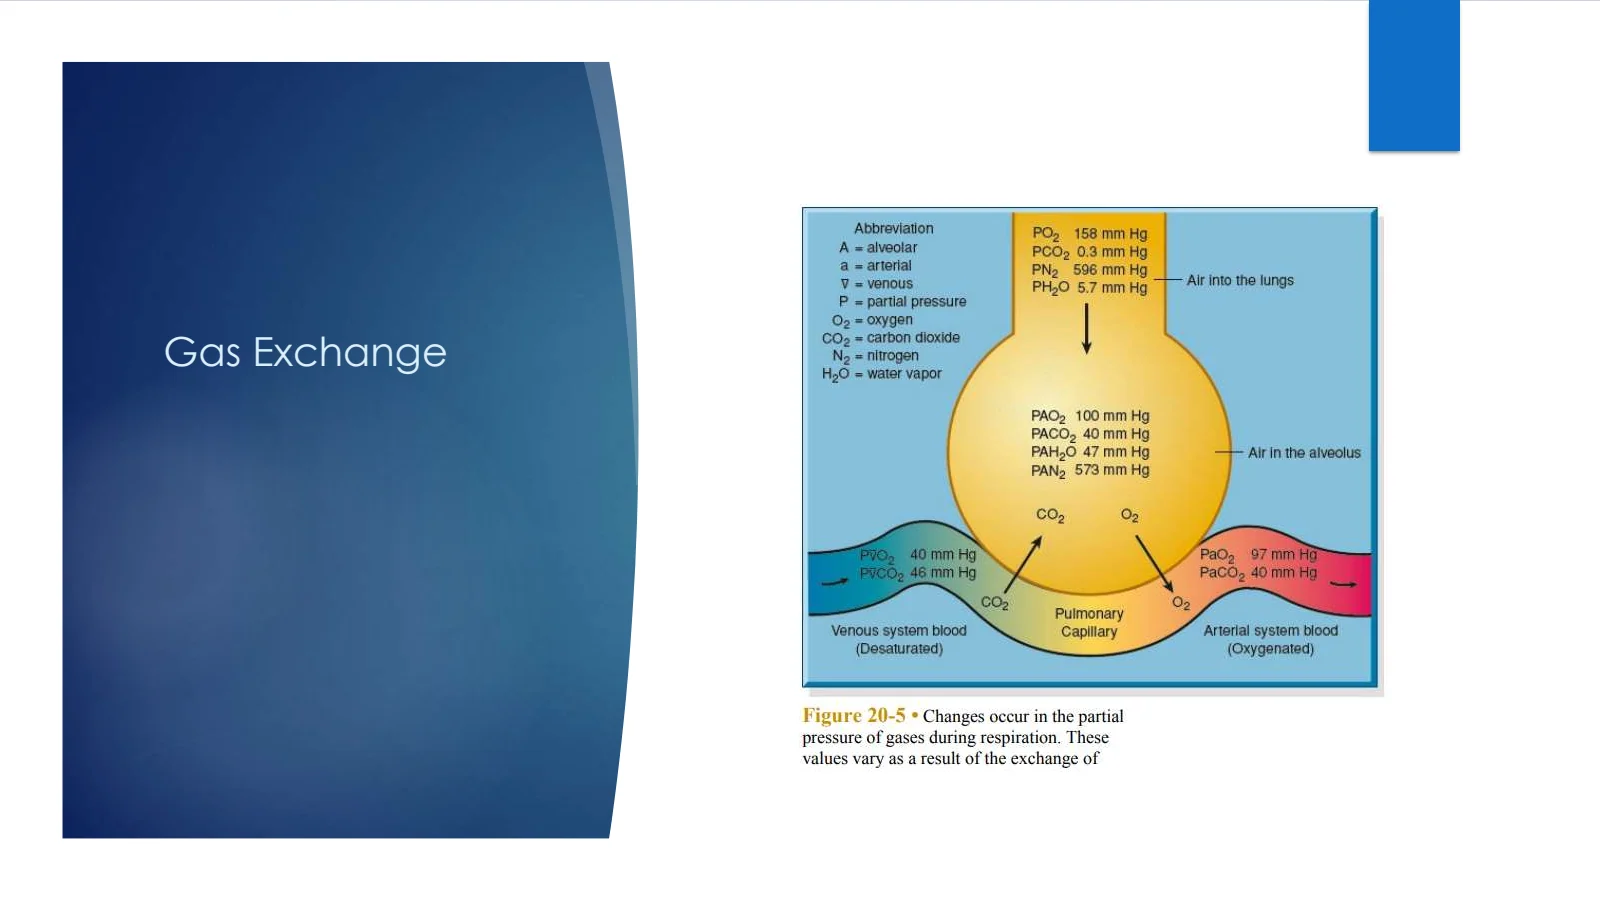 Gas Exchange
Abbreviation
A = alveolar
a = arterial
v̅ = venous
P = partial pressure
O₂ = oxygen
CO₂ = carbon dioxide
N₂ = nitrogen
H₂O = water vapor
PO₂ 158 mm Hg
PCO₂ 0.3 mm Hg
PN₂ 596 mm Hg
PH₂O 5.7 mm Hg
Air into the lungs
PAO₂ 100 mm Hg
PACO₂ 40 mm Hg
PAH₂O 47 mm Hg
PAN₂ 573 mm Hg
Air in the alveolus
CO₂
O₂
Pv̅O₂ 40 mm Hg
Pv̅CO₂ 46 mm Hg
PaO₂ 97 mm Hg
PaCO₂ 40 mm Hg
CO₂
O₂
Pulmonary
Capillary
Venous system blood
(Desaturated)
Arterial system blood
(Oxygenated)
Figure 20-5 • Changes occur in the partial
pressure of gases during respiration. These
values vary as a result of the exchange of